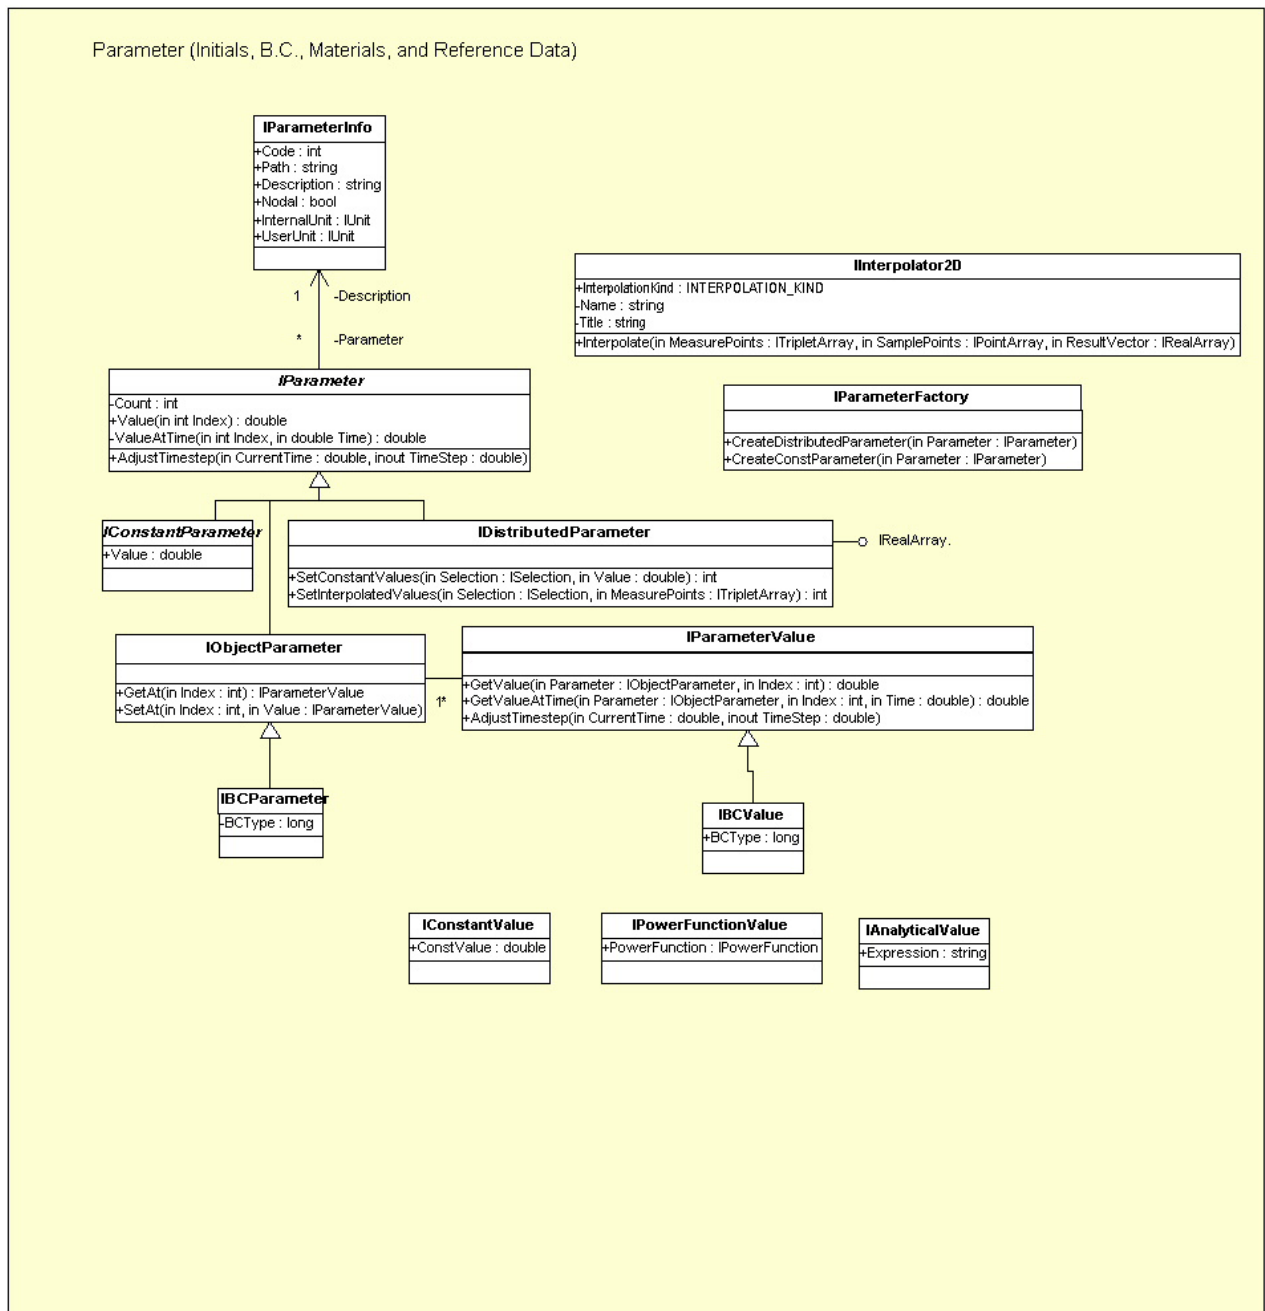 Parameter (Initials, B.C., Materials, and Reference Data)
IParameterInfo
+Code : int
+Path : string
+Description : string
+Nodal : bool
+InternalUnit : IUnit
+UserUnit : IUnit
1
-Description
*
-Parameter
IInterpolator2D
+InterpolationKind : INTERPOLATION_KIND
-Name : string
-Title : string
+Interpolate(in MeasurePoints : ITripletArray, in SamplePoints : IPointArray, in ResultVector : IRealArray)
IParameter
-Count : int
+Value(in int Index) : double
-ValueAtTime(in int Index, in double Time) : double
+AdjustTimestep(in CurrentTime : double, inout TimeStep : double)
IParameterFactory
+CreateDistributedParameter(in Parameter : IParameter)
+CreateConstParameter(in Parameter : IParameter)
IConstantParameter
+Value : double
IDistributedParameter
+SetConstantValues(in Selection : ISelection, in Value : double) : int
+SetInterpolatedValues(in Selection : ISelection, in MeasurePoints : ITripletArray) : int
IRealArray.
IObjectParameter
+GetAt(in Index : int) : IParameterValue
+SetAt(in Index : int, in Value : IParameterValue)
1*
IParameterValue
+GetValue(in Parameter : IObjectParameter, in Index : int) : double
+GetValueAtTime(in Parameter : IObjectParameter, in Index : int, in Time : double) : double
+AdjustTimestep(in CurrentTime : double, inout TimeStep : double)
IBCParameter
-BCType : long
IBCValue
+BCType : long
IConstantValue
+ConstValue : double
IPowerFunctionValue
+PowerFunction : IPowerFunction
IAnalyticalValue
+Expression : string